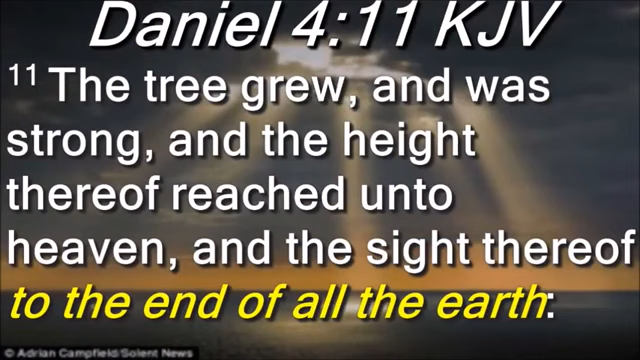 Daniel 4:11 KJV
11 The tree grew, and was
strong, and the height
thereof reached unto
heaven, and the sight thereof
to the end of all the earth:
© Adrian Campfield/Solent News